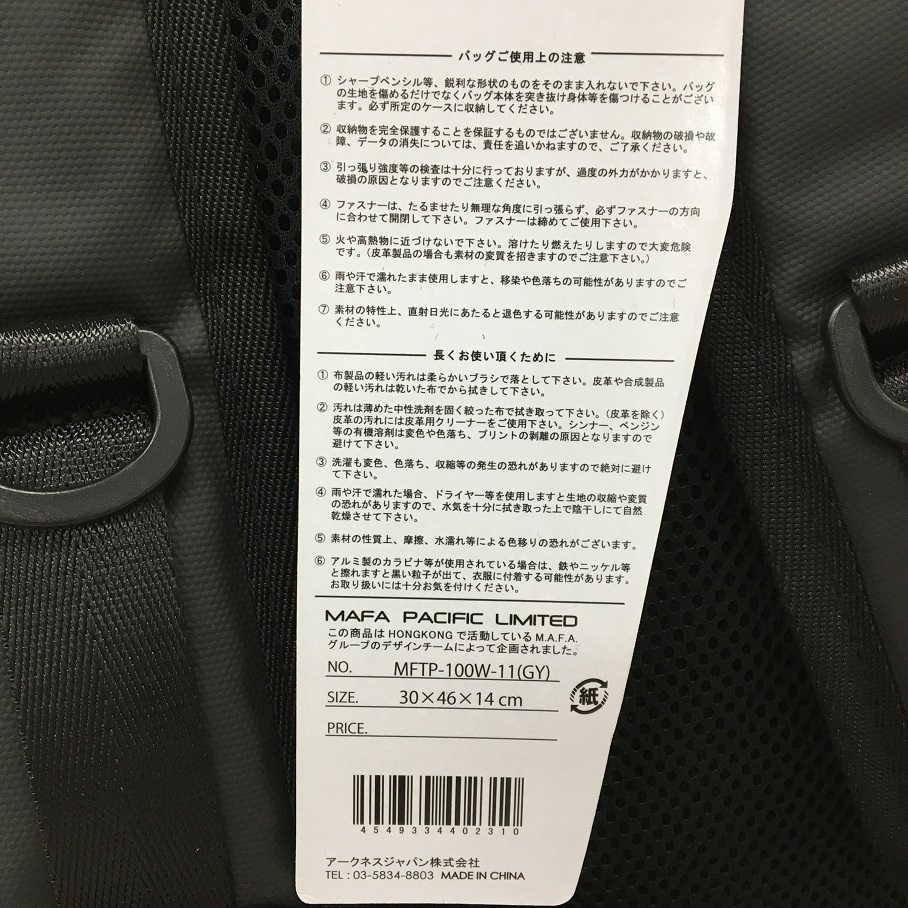 バッグご使用上の注意
① シャープペンシル等、鋭利な形状のものをそのまま入れないで下さい。バッグ
の生地を傷めるだけでなくバッグ本体を突き抜け身体等を傷つけることがござい
ます。必ず所定のケースに収納してください。
② 収納物を完全保護することを保証するものではございません。収納物の破損や故
障、データの消失については、責任を追いかねますので、ご了承ください。
③ 引っ張り強度等の検査は十分に行っておりますが、過度の外力がかかりますと、
破損の原因となりますのでご注意ください。
④ ファスナーは、たるませたり無理な角度に引っ張らず、必ずファスナーの方向
に合わせて開閉して下さい。ファスナーは締めてご使用下さい。
⑤ 火や高熱物に近づけないで下さい。溶けたり燃えたりしますので大変危険
です。（皮革製品の場合も素材の変質を招きますのでご注意下さい。）
⑥ 雨や汗で濡れたまま使用しますと、移染や色落ちの可能性がありますのでご
注意下さい。
⑦ 素材の特性上、直射日光にあたると退色する可能性がありますのでご注意
ください。
長くお使い頂くために
① 布製品の軽い汚れは柔らかいブラシで落として下さい。皮革や合成製品
の軽い汚れは乾いた布でから拭きして下さい。
② 汚れは薄めた中性洗剤を固く絞った布で拭き取って下さい。（皮革を除く）
皮革の汚れには皮革用クリーナーをご使用下さい。シンナー、ベンジン
等の有機溶剤は変色や色落ち、プリントの剥離の原因となりますので
避けて下さい。
③ 洗濯も変色、色落ち、収縮等の発生の恐れがありますので絶対に避け
て下さい。
④ 雨や汗で濡れた場合、ドライヤー等を使用しますと生地の収縮や変質
の恐れがありますので、水気を十分に拭き取った上で陰干しにて自然
乾燥させて下さい。
⑤ 素材の性質上、摩擦、水濡れ等による色移りの恐れがございます。
⑥ アルミ製のカラビナ等が使用されている場合は、鉄やニッケル等
と擦れますと黒い粒子が出て、衣服に付着する可能性があります。
お取り扱いには十分お気を付けください。
MAFA PACIFIC LIMITED
この商品は HONGKONG で活動している M.A.F.A.
グループのデザインチームによって企画されました。
NO. MFTP-100W-11(GY)
SIZE. 30×46×14 cm
紙
PRICE.
4549334402310
アークネスジャパン株式会社
TEL : 03-5834-8803 MADE IN CHINA